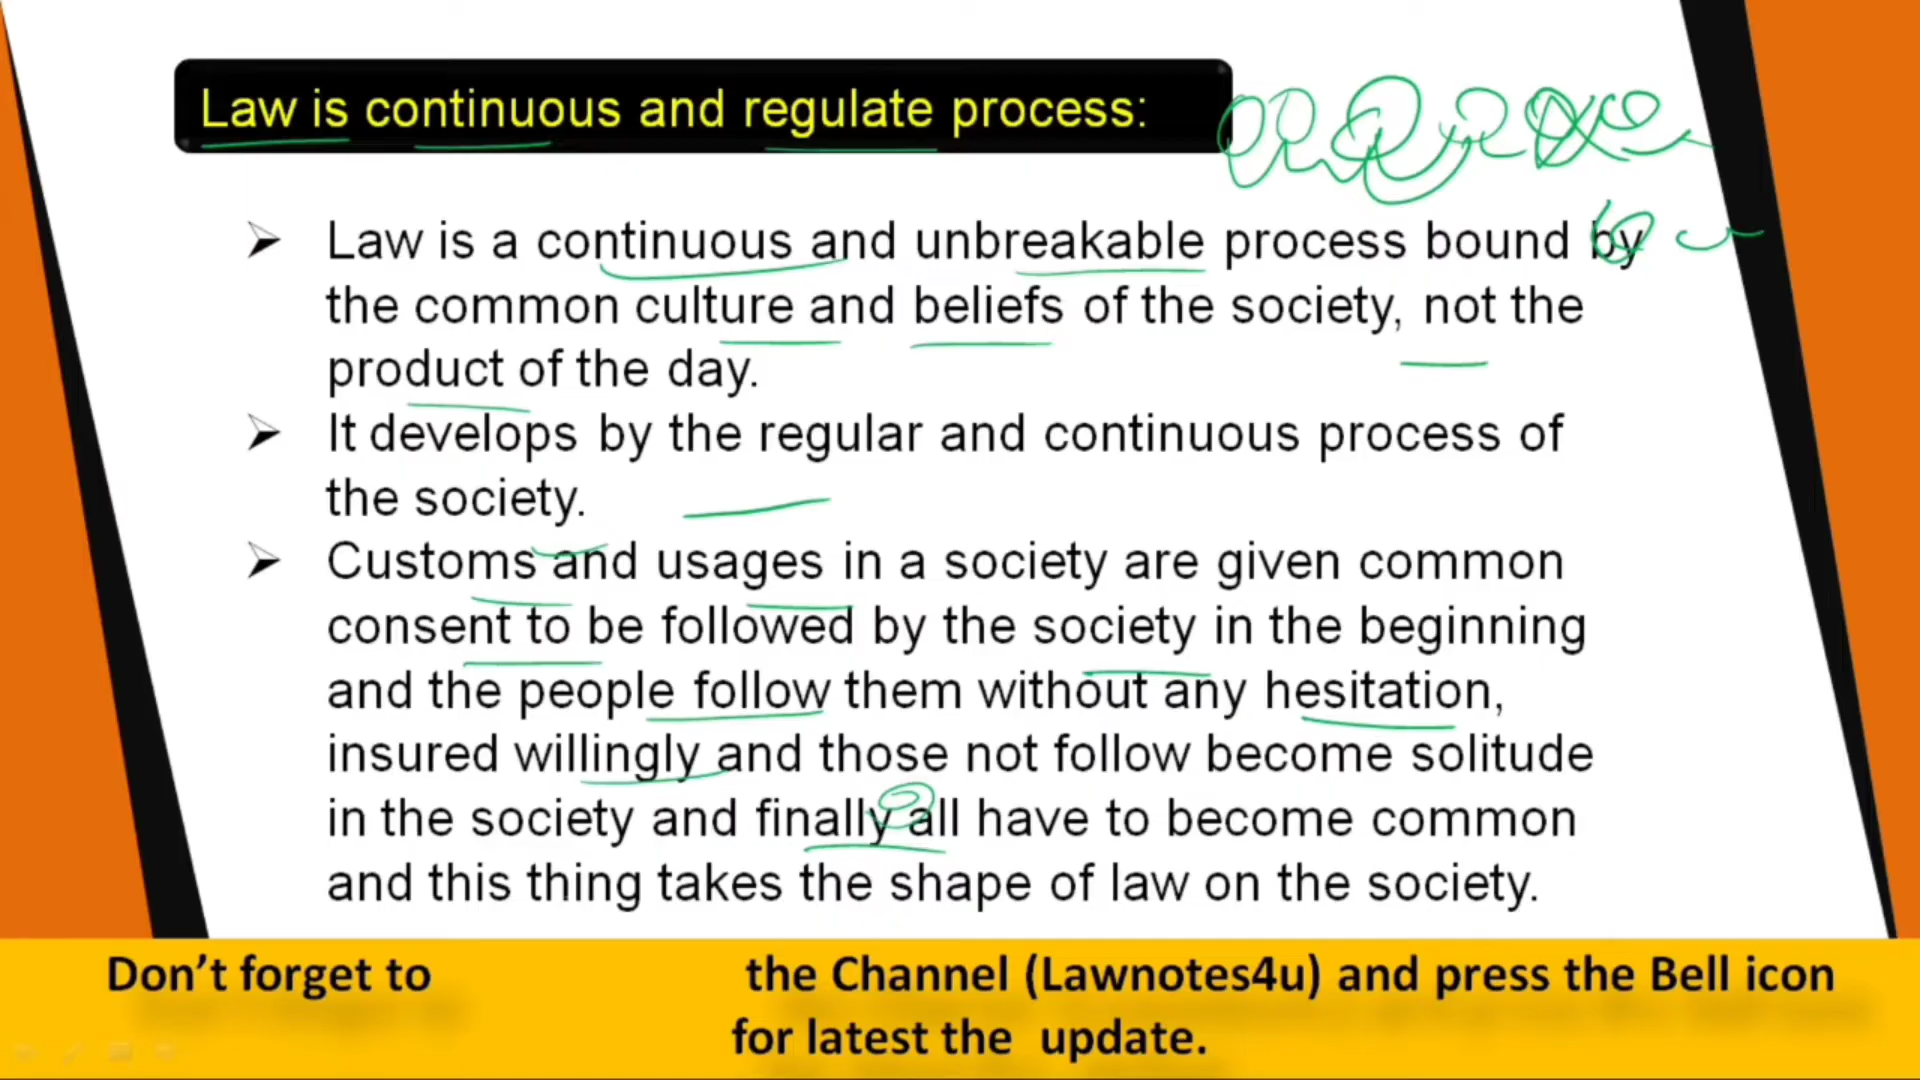 Law is continuous and regulate process:
➢ Law is a continuous and unbreakable process bound by
the common culture and beliefs of the society, not the
product of the day.
➢ It develops by the regular and continuous process of
the society.
➢ Customs and usages in a society are given common
consent to be followed by the society in the beginning
and the people follow them without any hesitation,
insured willingly and those not follow become solitude
in the society and finally all have to become common
and this thing takes the shape of law on the society.
Don’t forget to the Channel (Lawnotes4u) and press the Bell icon
for latest the update.